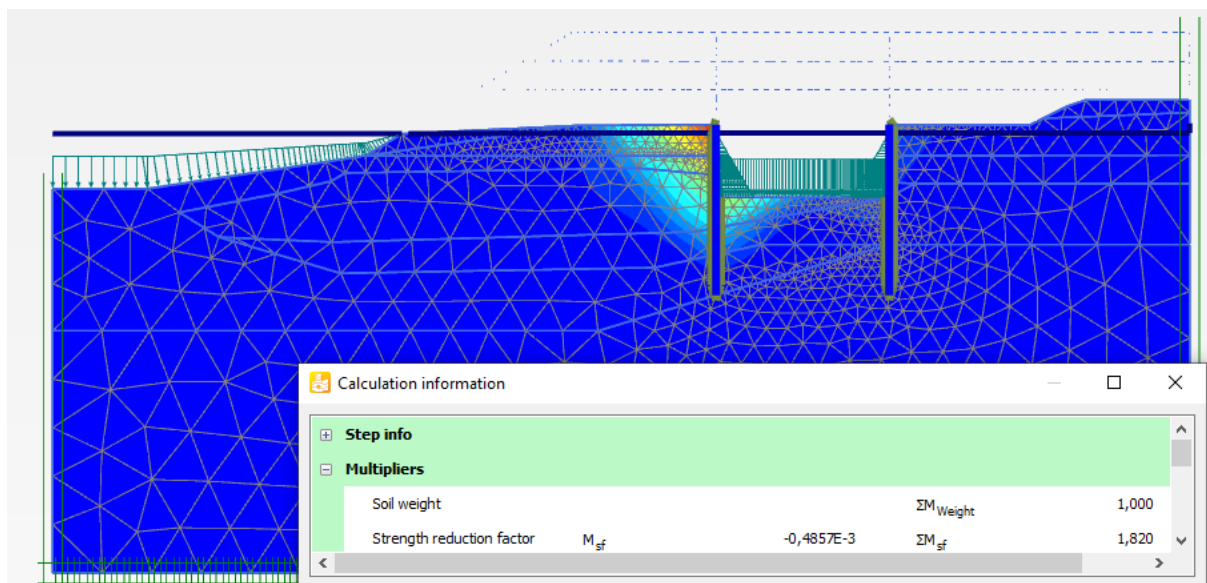 Calculation information
Step info
Multipliers
Soil weight ΣM_Weight 1,000
Strength reduction factor M_sf -0,4857E-3 ΣM_sf 1,820